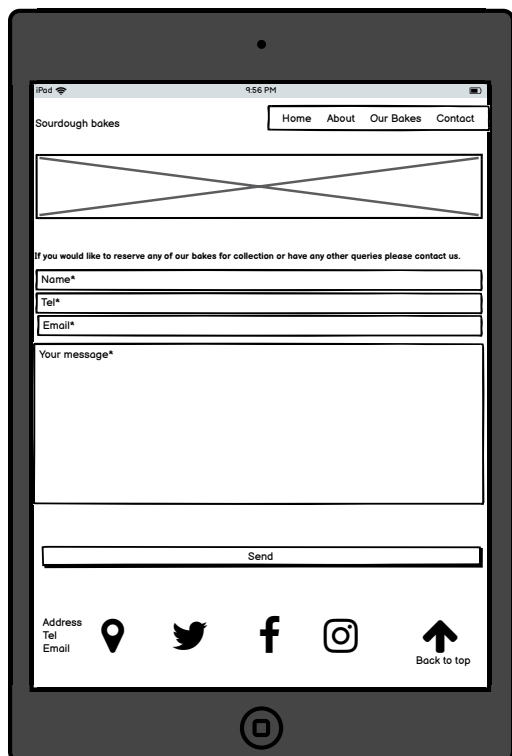 iPad 9:56 PM
Sourdough bakes
Home About Our Bakes Contact
If you would like to reserve any of our bakes for collection or have any other queries please contact us.
Name*
Tel*
Email*
Your message*
Send
Address
Tel
Email
Back to top